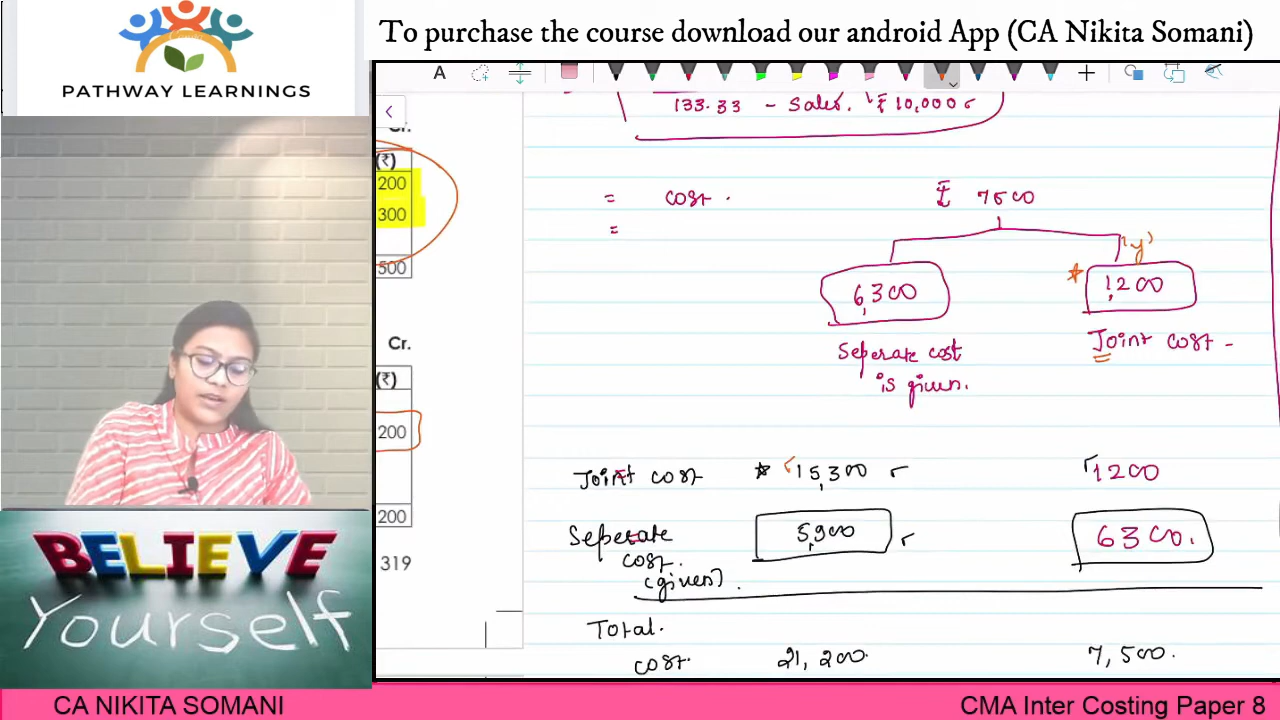 To purchase the course download our android App (CA Nikita Somani)
PATHWAY LEARNINGS
A
Cr.
(₹)
200
300
500
Cr.
(₹)
200
200
319
133.33 - Sales. ₹ 10,000
= cost. ₹ 7500
=
'y'
6,300
1,200
Seperate cost
is given.
Joint cost -
Joint cost 15,300 1200
Seperate 5,900 6300.
cost.
(given).
Total.
cost. 21,200. 7,500.
BELIEVE
Yourself
CA NIKITA SOMANI
CMA Inter Costing Paper 8